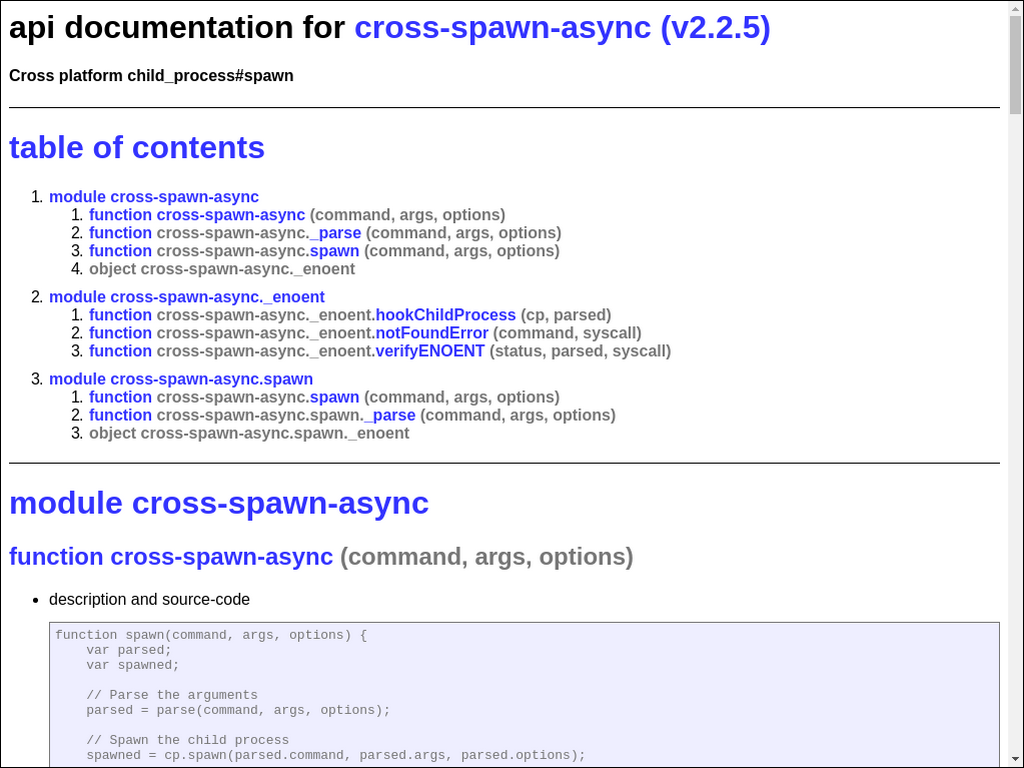 api documentation for cross-spawn-async (v2.2.5)
Cross platform child_process#spawn
table of contents
1. module cross-spawn-async
1. function cross-spawn-async (command, args, options)
2. function cross-spawn-async._parse (command, args, options)
3. function cross-spawn-async.spawn (command, args, options)
4. object cross-spawn-async._enoent
2. module cross-spawn-async._enoent
1. function cross-spawn-async._enoent.hookChildProcess (cp, parsed)
2. function cross-spawn-async._enoent.notFoundError (command, syscall)
3. function cross-spawn-async._enoent.verifyENOENT (status, parsed, syscall)
3. module cross-spawn-async.spawn
1. function cross-spawn-async.spawn (command, args, options)
2. function cross-spawn-async.spawn._parse (command, args, options)
3. object cross-spawn-async.spawn._enoent
module cross-spawn-async
function cross-spawn-async (command, args, options)
• description and source-code
function spawn(command, args, options) {
    var parsed;
    var spawned;
    // Parse the arguments
    parsed = parse(command, args, options);
    // Spawn the child process
    spawned = cp.spawn(parsed.command, parsed.args, parsed.options);